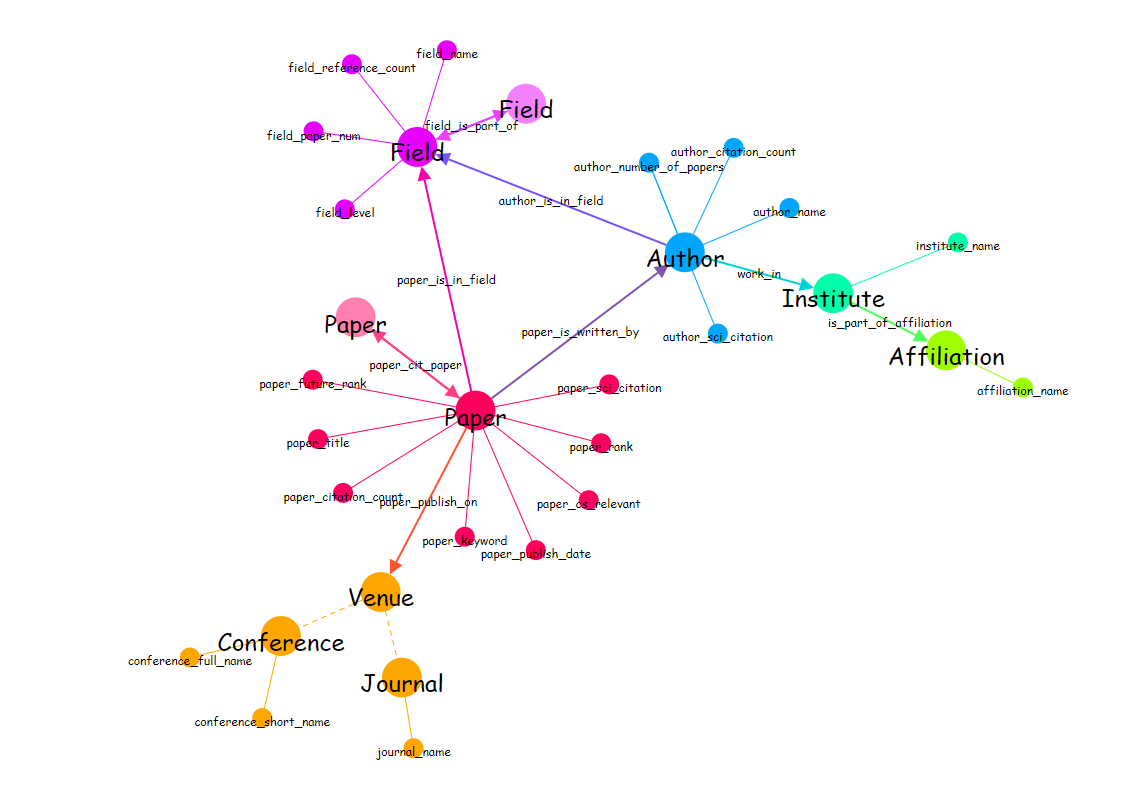 field_name
field_reference_count
Field
field_is_part_of
field_paper_num
Field
author_citation_count
author_number_of_papers
author_is_in_field
field_level
author_name
institute_name
Author
work_in
paper_is_in_field
Institute
Paper
is_part_of_affiliation
paper_is_written_by
author_sci_citation
Affiliation
paper_cit_paper
paper_future_rank
paper_sci_citation
affiliation_name
Paper
paper_title
paper_rank
paper_citation_count
paper_publish_on
paper_cs_relevant
paper_keyword
paper_publish_date
Venue
Conference
conference_full_name
Journal
conference_short_name
journal_name